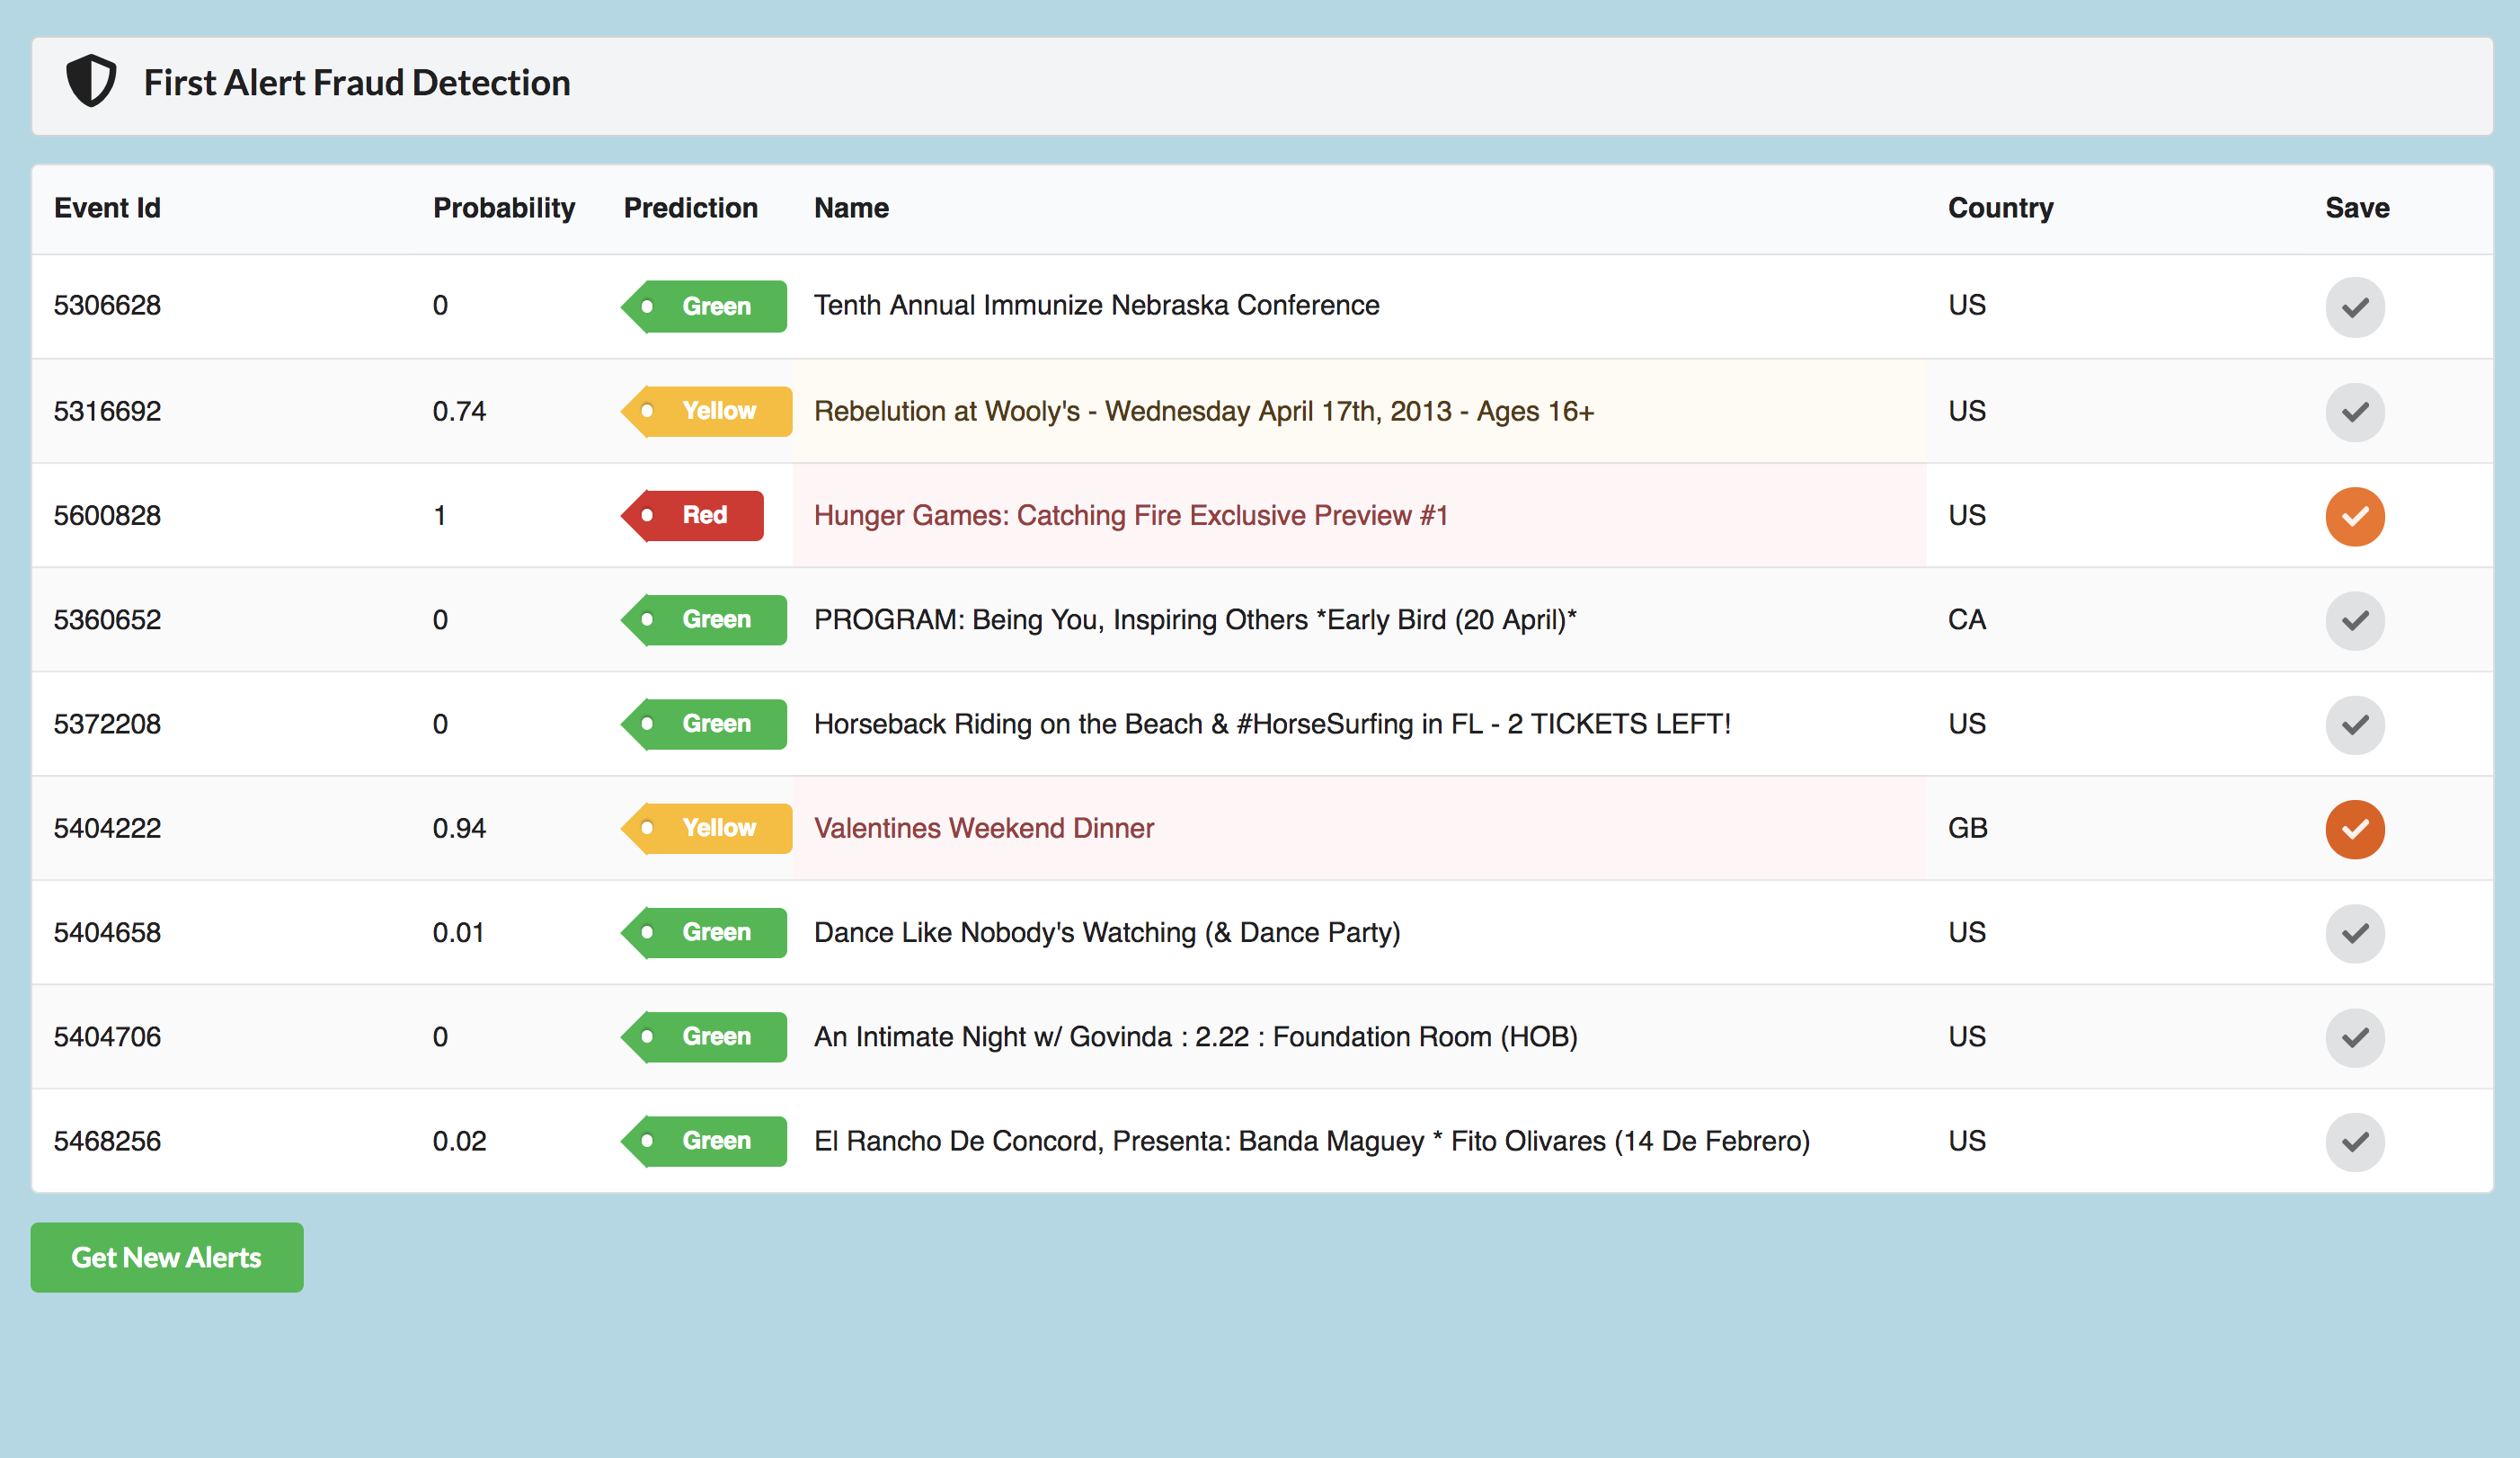 First Alert Fraud Detection
Event Id Probability Prediction Name Country Save
5306628 0 Green Tenth Annual Immunize Nebraska Conference US
5316692 0.74 Yellow Rebelution at Wooly's - Wednesday April 17th, 2013 - Ages 16+ US
5600828 1 Red Hunger Games: Catching Fire Exclusive Preview #1 US
5360652 0 Green PROGRAM: Being You, Inspiring Others *Early Bird (20 April)* CA
5372208 0 Green Horseback Riding on the Beach & #HorseSurfing in FL - 2 TICKETS LEFT! US
5404222 0.94 Yellow Valentines Weekend Dinner GB
5404658 0.01 Green Dance Like Nobody's Watching (& Dance Party) US
5404706 0 Green An Intimate Night w/ Govinda : 2.22 : Foundation Room (HOB) US
5468256 0.02 Green El Rancho De Concord, Presenta: Banda Maguey * Fito Olivares (14 De Febrero) US
Get New Alerts